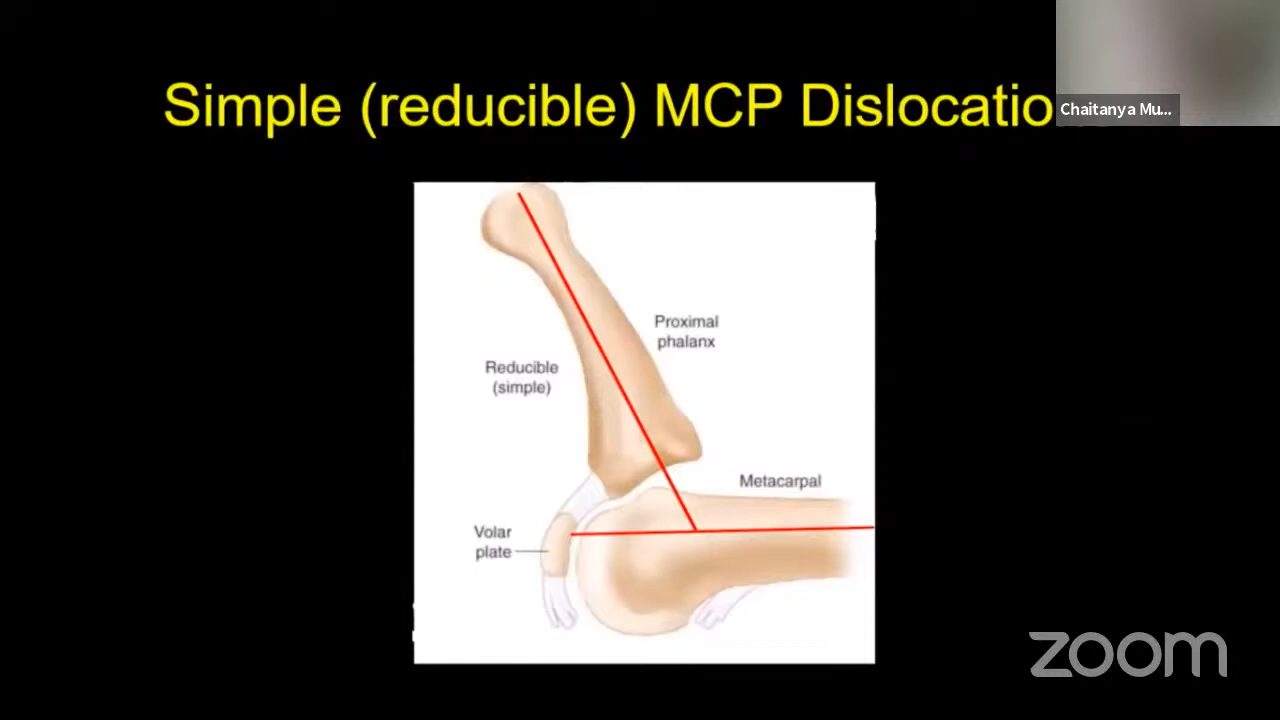 Simple (reducible) MCP Dislocatio
Chaitanya Mu...
Proximal
phalanx
Reducible
(simple)
Metacarpal
Volar
plate
zoom